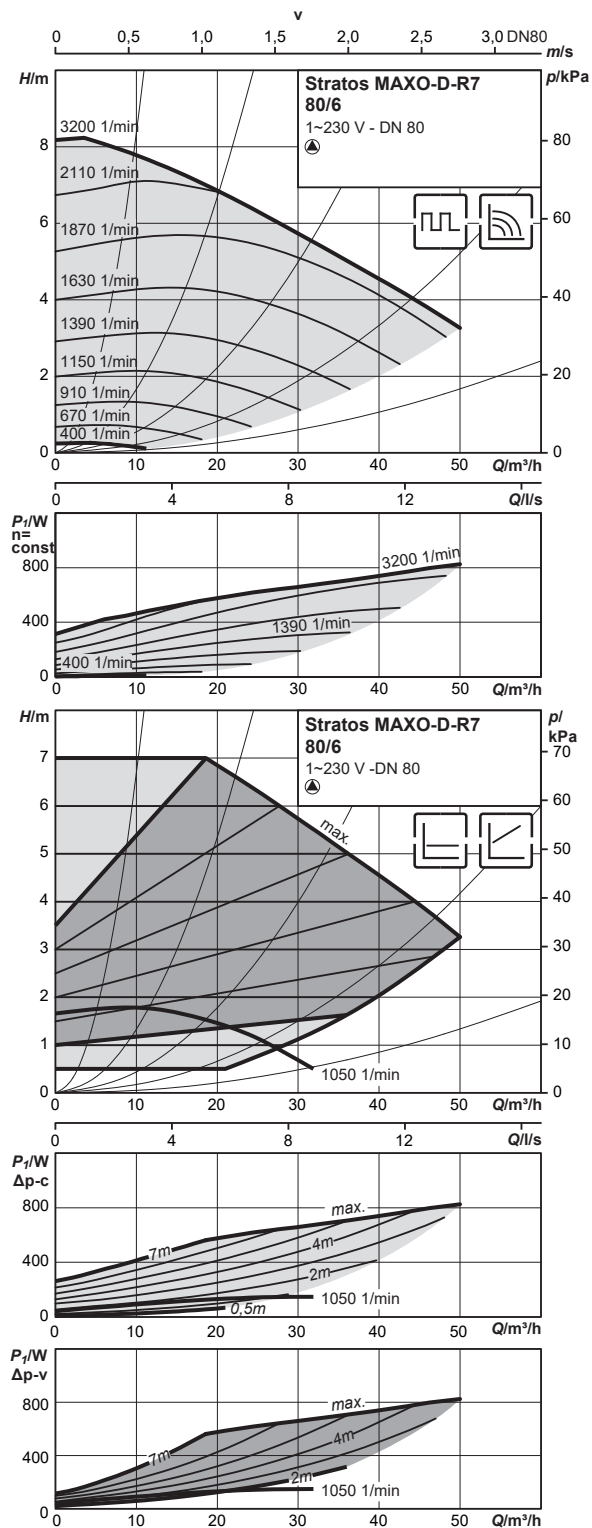 v
0 0,5 1,0 1,5 2,0 2,5 3,0 DN80
m/s
H/m
p/kPa
Stratos MAXO-D-R7
80/6
1~230 V - DN 80
3200 1/min
8
80
2110 1/min
6
60
1870 1/min
1630 1/min
4
40
1390 1/min
1150 1/min
2
20
910 1/min
670 1/min
400 1/min
0
0
0 10 20 30 40 50 Q/m³/h
0 4 8 12 Q/l/s
P1/W
n=
const
3200 1/min
800
400
1390 1/min
400 1/min
0
0 10 20 30 40 50 Q/m³/h
H/m
p/
kPa
Stratos MAXO-D-R7
80/6
1~230 V -DN 80
7
70
6
60
max.
5
50
4
40
3
30
2
20
1
10
1050 1/min
0
0
0 10 20 30 40 50 Q/m³/h
0 4 8 12 Q/l/s
P1/W
Δp-c
800
max.
7m
4m
400
2m
1050 1/min
0,5m
0
0 10 20 30 40 50 Q/m³/h
P1/W
Δp-v
800
max.
7m
4m
400
2m
1050 1/min
0
0 10 20 30 40 50 Q/m³/h